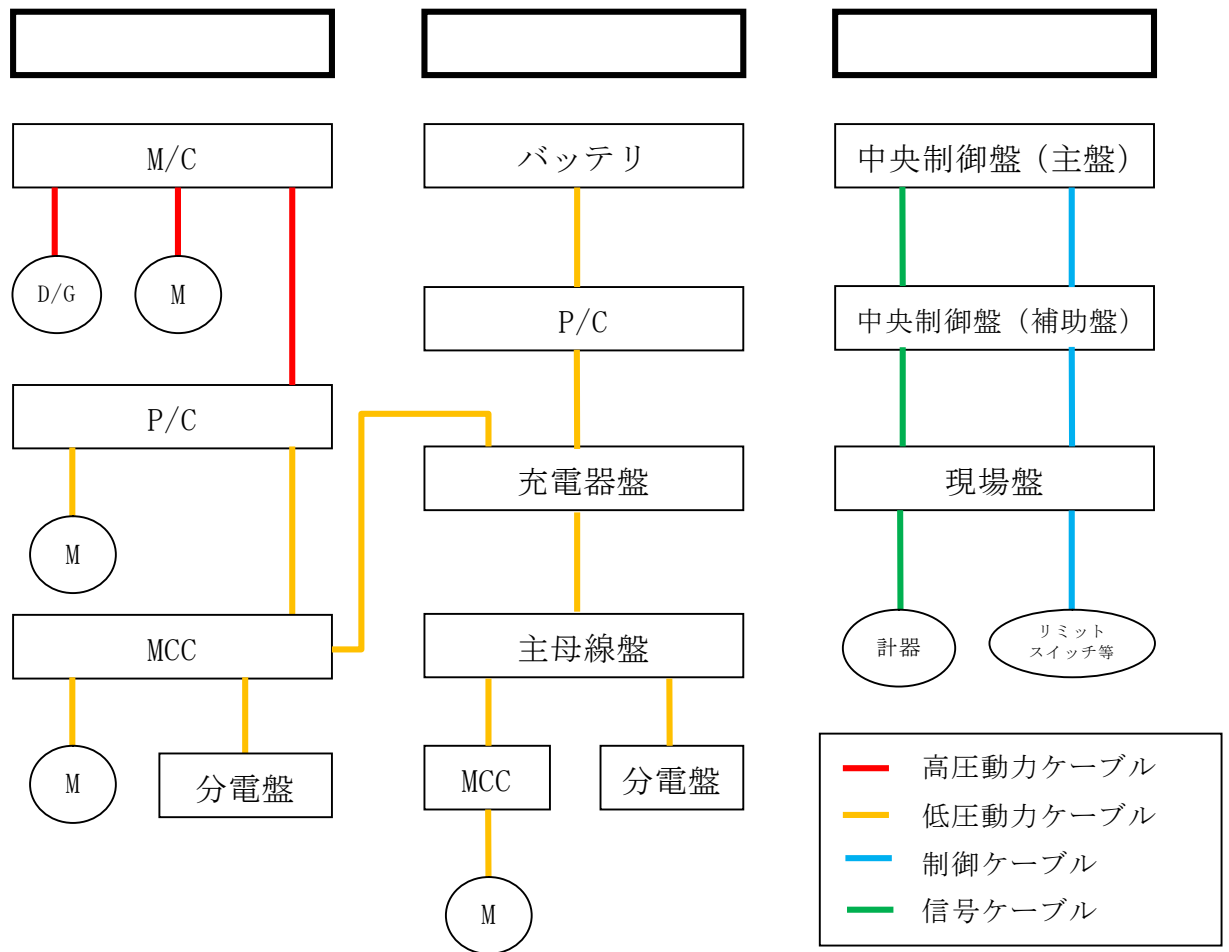 M/C
D/G
M
P/C
M
MCC
M
分電盤
バッテリ
P/C
充電器盤
主母線盤
MCC
分電盤
M
中央制御盤（主盤）
中央制御盤（補助盤）
現場盤
計器
リミット
スイッチ等
高圧動力ケーブル
低圧動力ケーブル
制御ケーブル
信号ケーブル